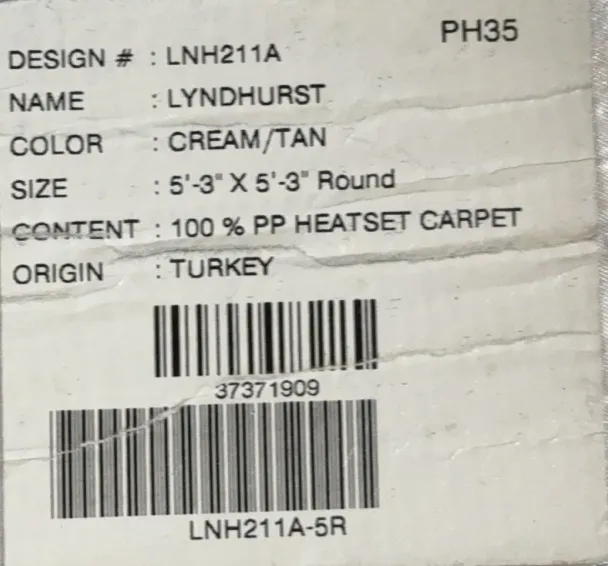 PH35
DESIGN # : LNH211A
NAME : LYNDHURST
COLOR : CREAM/TAN
SIZE : 5'-3" X 5'-3" Round
CONTENT : 100 % PP HEATSET CARPET
ORIGIN : TURKEY
37371909
LNH211A-5R